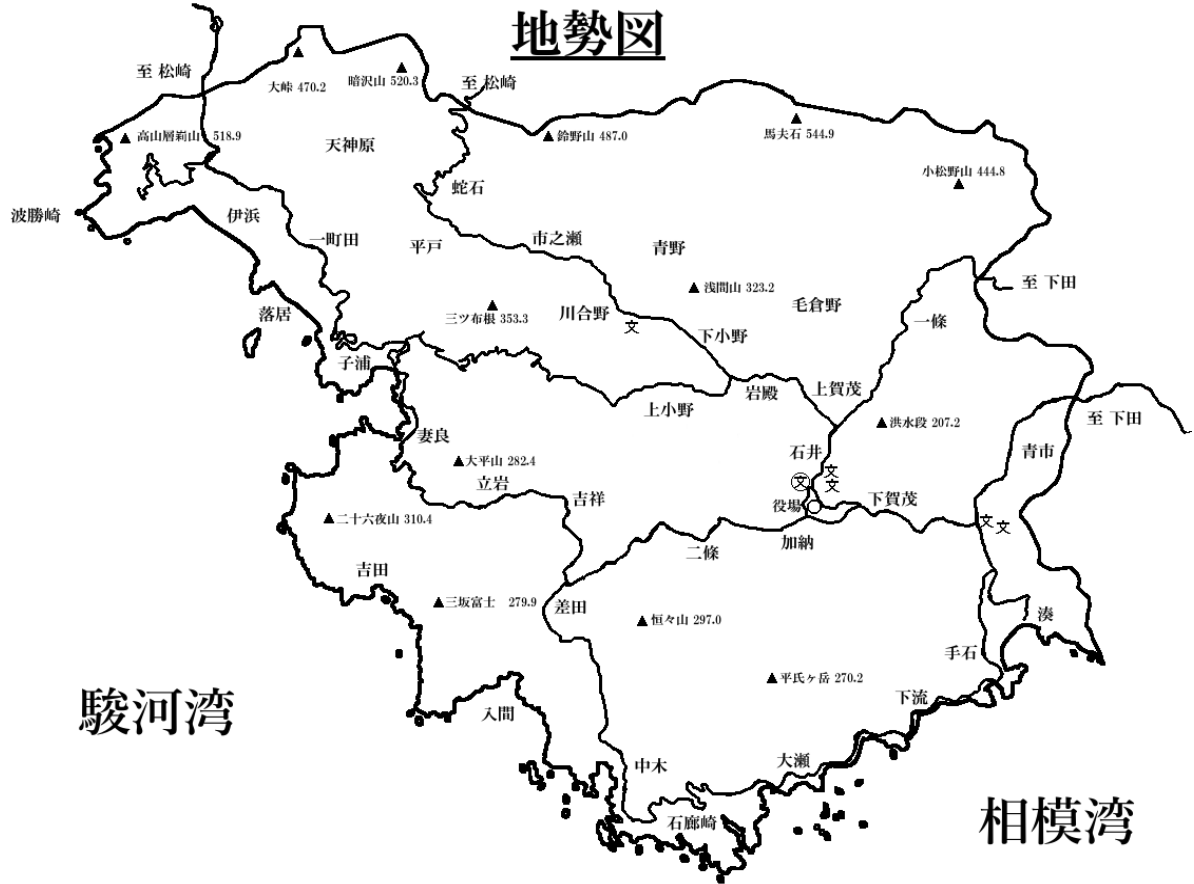 地勢図
至 松崎
大峠 470.2
暗沢山 520.3
至 松崎
高山層 山 518.9
天神原
鈴野山 487.0
馬夫石 544.9
小松野山 444.8
蛇石
波勝崎
伊浜
一町田
平戸
市之瀬
青野
浅間山 323.2
毛倉野
至 下田
落居
三ツ布根 353.3
川合野
文
下小野
一條
子浦
上小野
岩殿
上賀茂
洪水段 207.2
至 下田
妻良
大平山 282.4
立岩
吉祥
石井
文
文
文
役場
下賀茂
青市
二十六夜山 310.4
二條
加納
文
文
吉田
三坂富士 279.9
差田
恒々山 297.0
湊
手石
平氏ヶ岳 270.2
下流
駿河湾
入間
中木
大瀬
石廊崎
相模湾